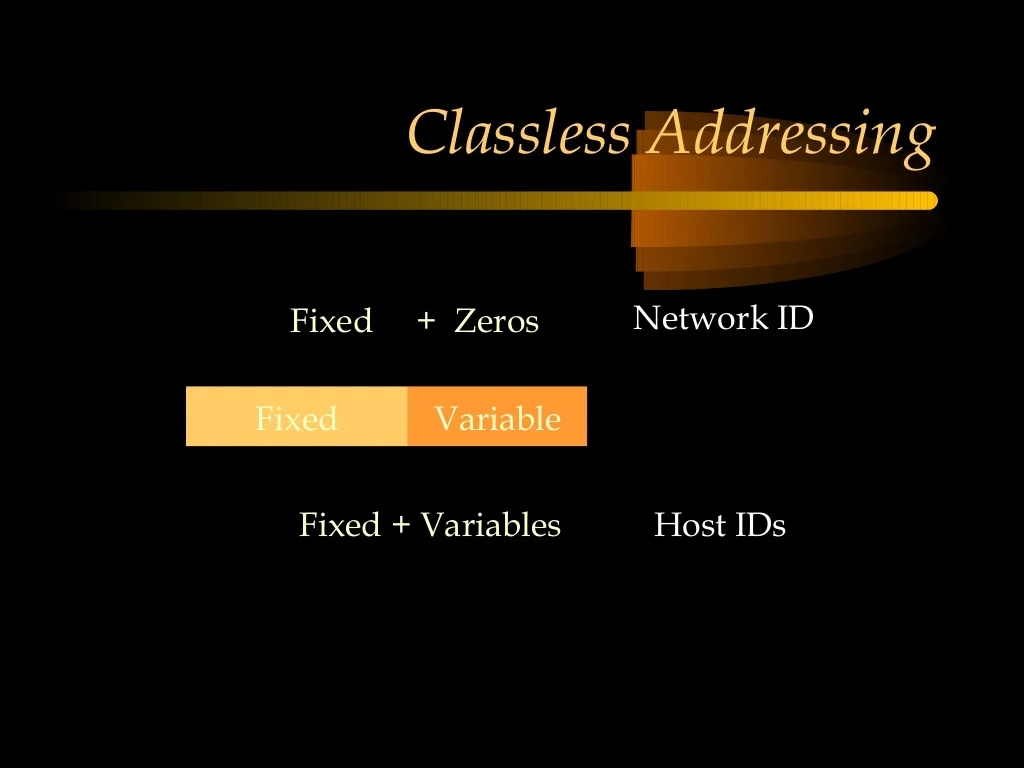 Classless Addressing
Fixed + Zeros Network ID
Fixed Variable
Fixed + Variables Host IDs